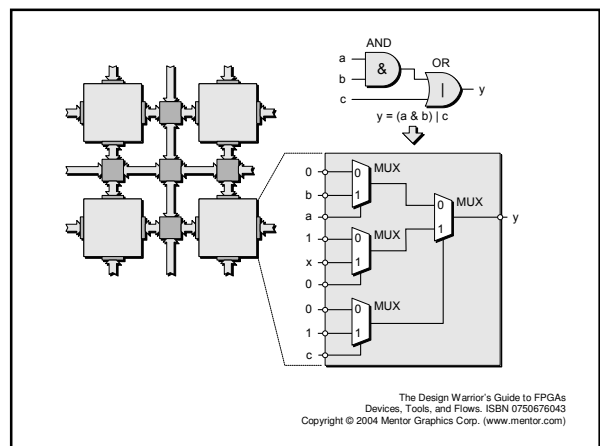 AND
a
OR
&
b
y
|
c
y = (a & b) | c
0
0
MUX
b
1
0
MUX
a
y
1
0
MUX
1
x
1
0
0
0
MUX
1
1
c
The Design Warrior's Guide to FPGAs
Devices, Tools, and Flows. ISBN 0750676043
Copyright © 2004 Mentor Graphics Corp. (www.mentor.com)